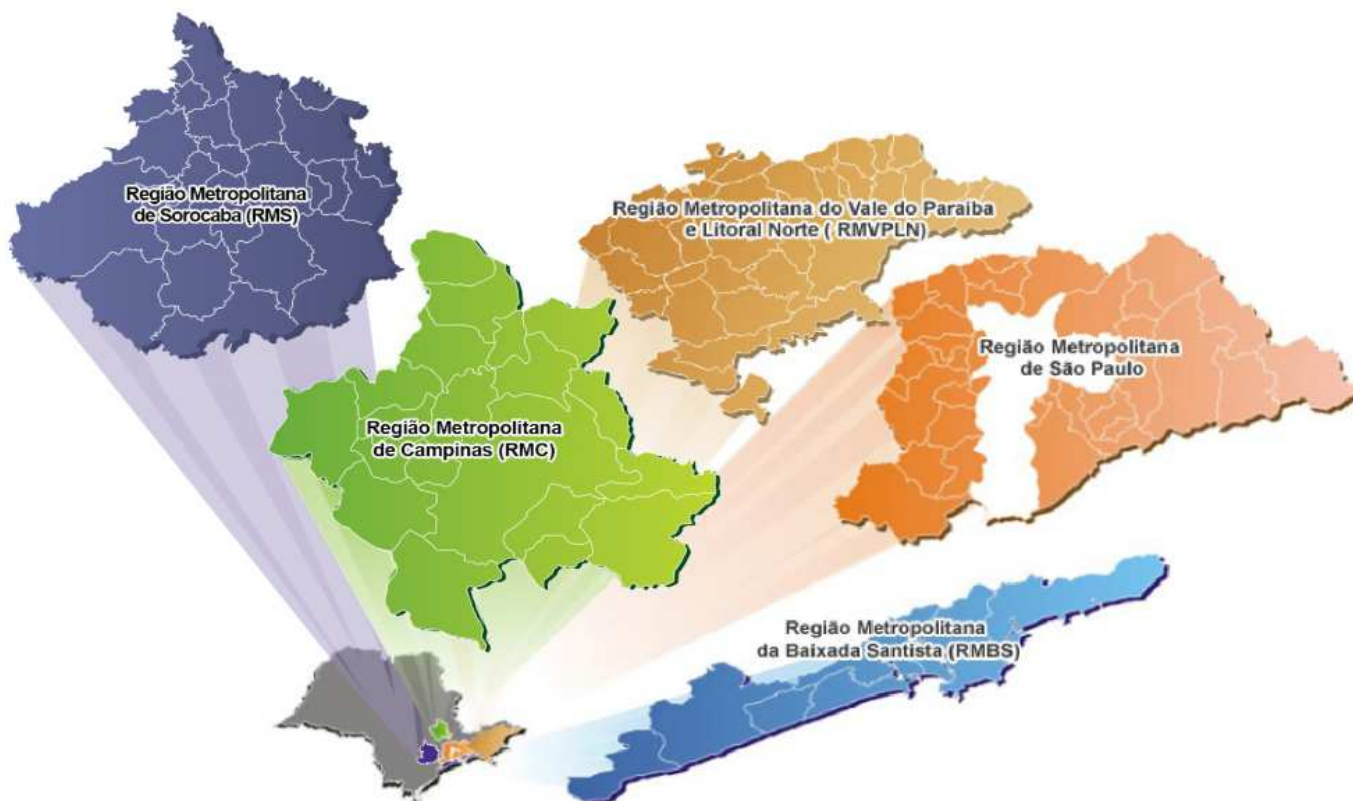 Região Metropolitana
de Sorocaba (RMS)
Região Metropolitana do Vale do Paraiba
e Litoral Norte ( RMVPLN)
Região Metropolitana
de São Paulo
Região Metropolitana
de Campinas (RMC)
Região Metropolitana
da Baixada Santista (RMBS)